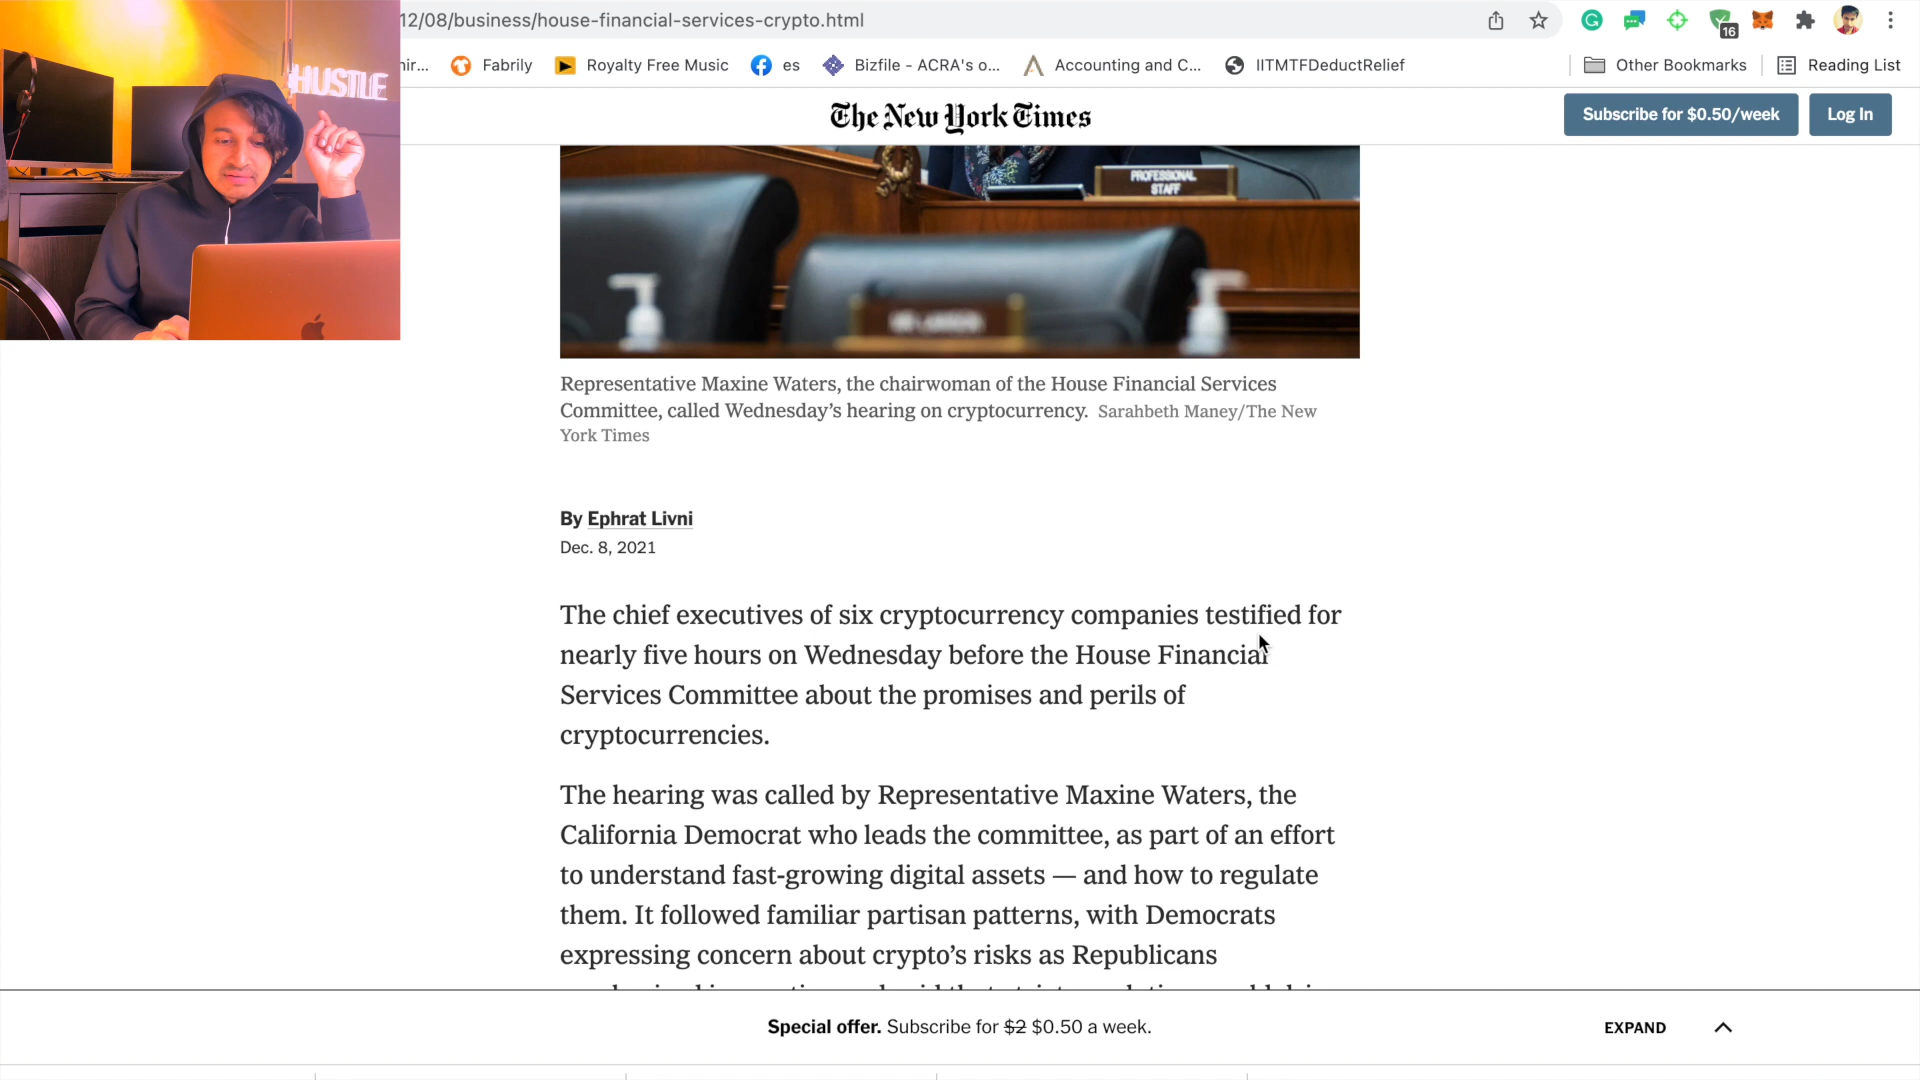 12/08/business/house-financial-services-crypto.html
16
HUSTLE
nir...
Fabrily
Royalty Free Music
es
Bizfile - ACRA's o...
Accounting and C...
IITMTFDeductRelief
Other Bookmarks
Reading List
The New York Times
Subscribe for $0.50/week
Log In
PROFESSIONAL
STAFF
Representative Maxine Waters, the chairwoman of the House Financial Services
Committee, called Wednesday’s hearing on cryptocurrency. Sarahbeth Maney/The New
York Times
By Ephrat Livni
Dec. 8, 2021
The chief executives of six cryptocurrency companies testified for
nearly five hours on Wednesday before the House Financial
Services Committee about the promises and perils of
cryptocurrencies.
The hearing was called by Representative Maxine Waters, the
California Democrat who leads the committee, as part of an effort
to understand fast-growing digital assets — and how to regulate
them. It followed familiar partisan patterns, with Democrats
expressing concern about crypto’s risks as Republicans
Special offer. Subscribe for $2 $0.50 a week.
EXPAND